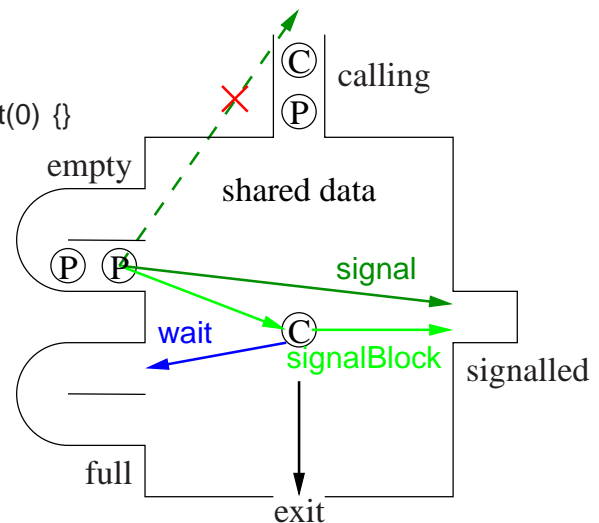 C
calling
P
t(0) {}
empty
shared data
P P
signal
wait
C
signalBlock
signalled
full
exit